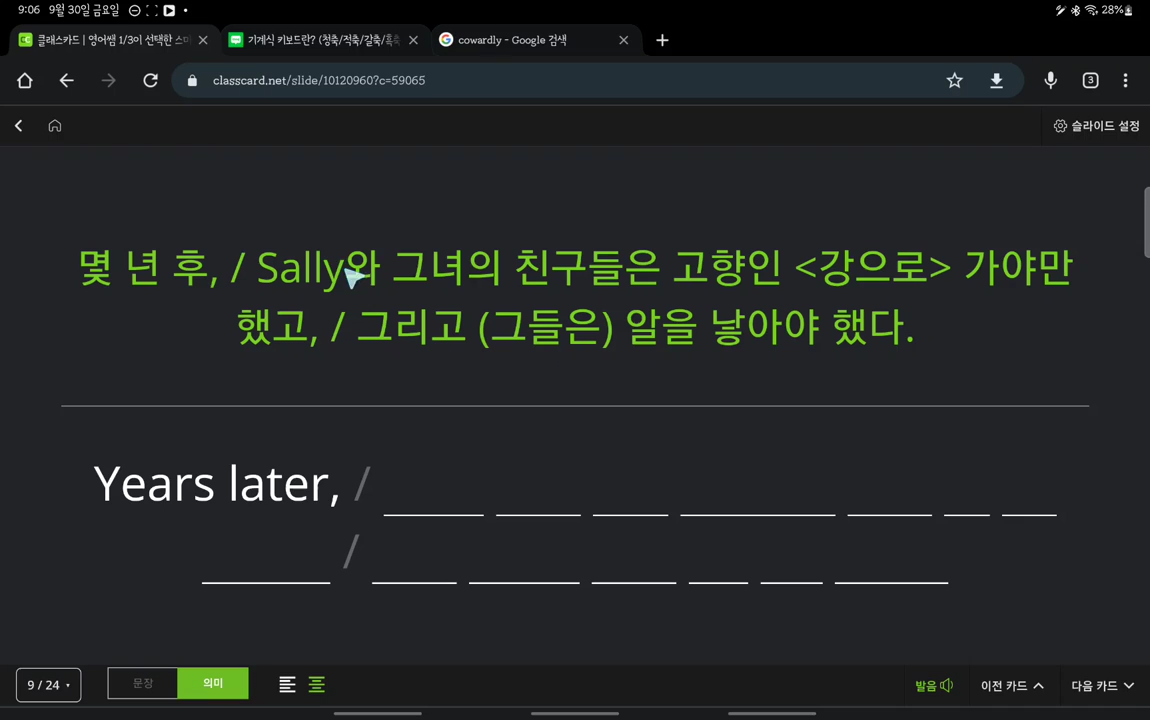 9:06 9월 30일 금요일 28%
클래스카드 | 영어쌤 1/3이 선택한 스마
기계식 키보드란? (청축/적축/갈축/흑축
cowardly - Google 검색
classcard.net/slide/10120960?c=59065
3
슬라이드 설정
몇 년 후, / Sally와 그녀의 친구들은 고향인 <강으로> 가야만
했고, / 그리고 (그들은) 알을 낳아야 했다.
Years later, /
/
9 / 24
문장
의미
발음
이전 카드
다음 카드